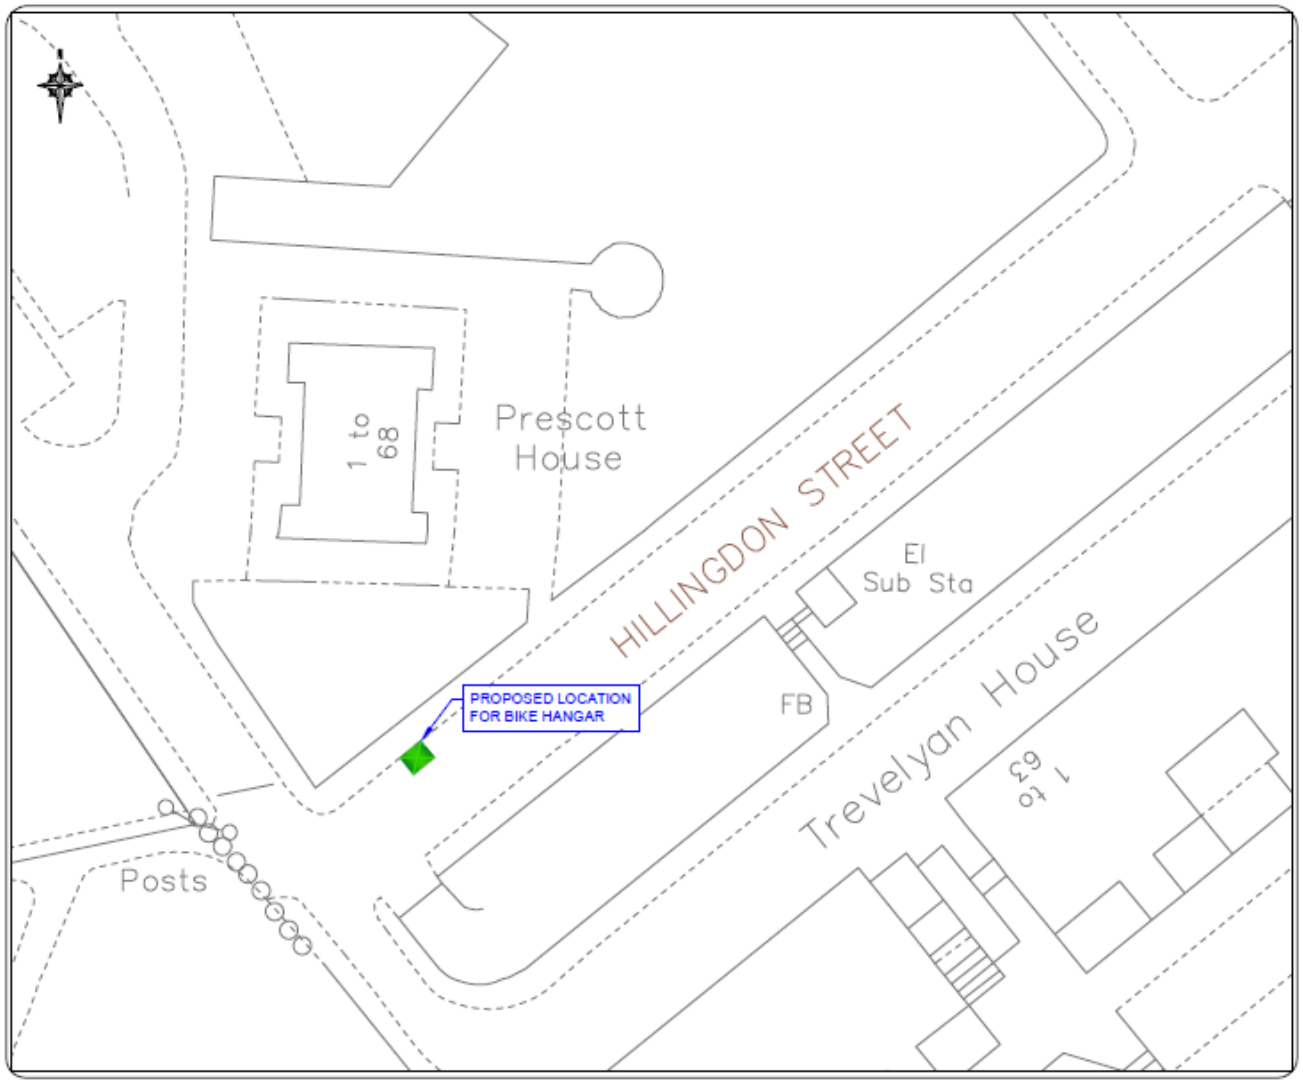 1 to
68
Prescott
House
HILLINGDON STREET
El
Sub Sta
PROPOSED LOCATION
FOR BIKE HANGAR
FB
Trevelyan House
1 to
63
Posts